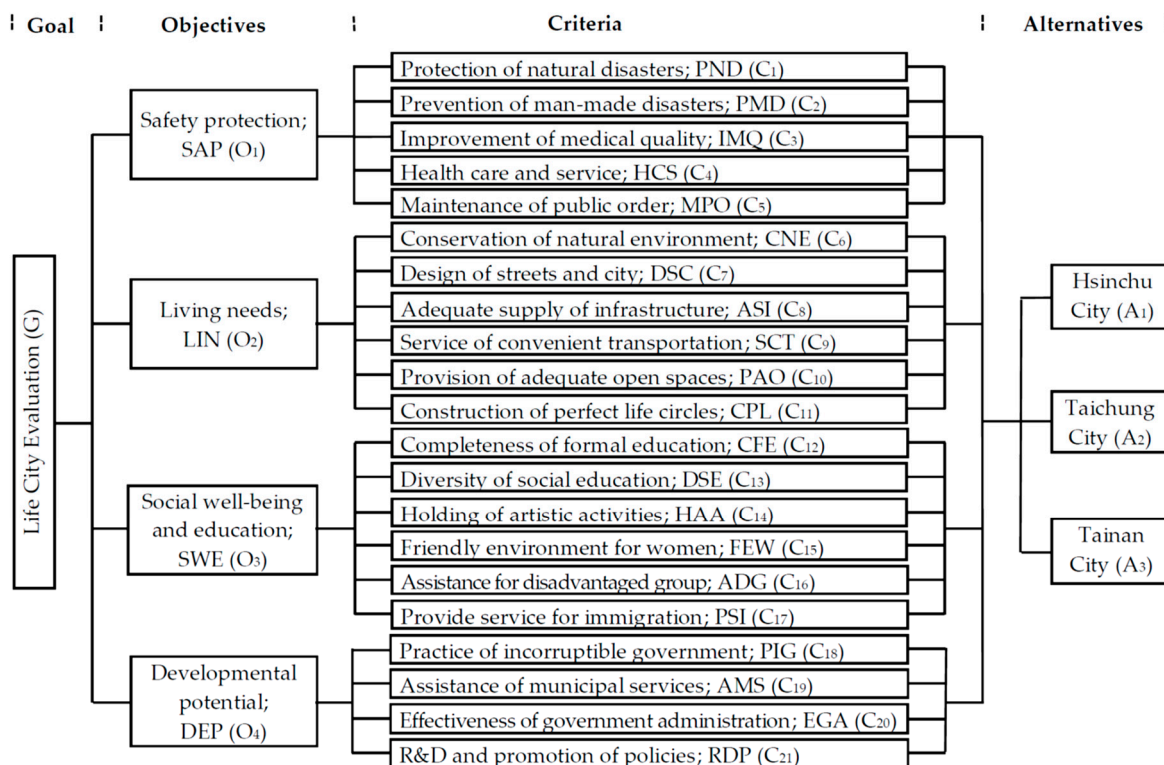 Goal
Objectives
Criteria
Alternatives
Life City Evaluation (G)
Safety protection;
SAP (O₁)
Living needs;
LIN (O₂)
Social well-being
and education;
SWE (O₃)
Developmental
potential;
DEP (O₄)
Protection of natural disasters; PND (C₁)
Prevention of man-made disasters; PMD (C₂)
Improvement of medical quality; IMQ (C₃)
Health care and service; HCS (C₄)
Maintenance of public order; MPO (C₅)
Conservation of natural environment; CNE (C₆)
Design of streets and city; DSC (C₇)
Adequate supply of infrastructure; ASI (C₈)
Service of convenient transportation; SCT (C₉)
Provision of adequate open spaces; PAO (C₁₀)
Construction of perfect life circles; CPL (C₁₁)
Completeness of formal education; CFE (C₁₂)
Diversity of social education; DSE (C₁₃)
Holding of artistic activities; HAA (C₁₄)
Friendly environment for women; FEW (C₁₅)
Assistance for disadvantaged group; ADG (C₁₆)
Provide service for immigration; PSI (C₁₇)
Practice of incorruptible government; PIG (C₁₈)
Assistance of municipal services; AMS (C₁₉)
Effectiveness of government administration; EGA (C₂₀)
R&D and promotion of policies; RDP (C₂₁)
Hsinchu
City (A₁)
Taichung
City (A₂)
Tainan
City (A₃)